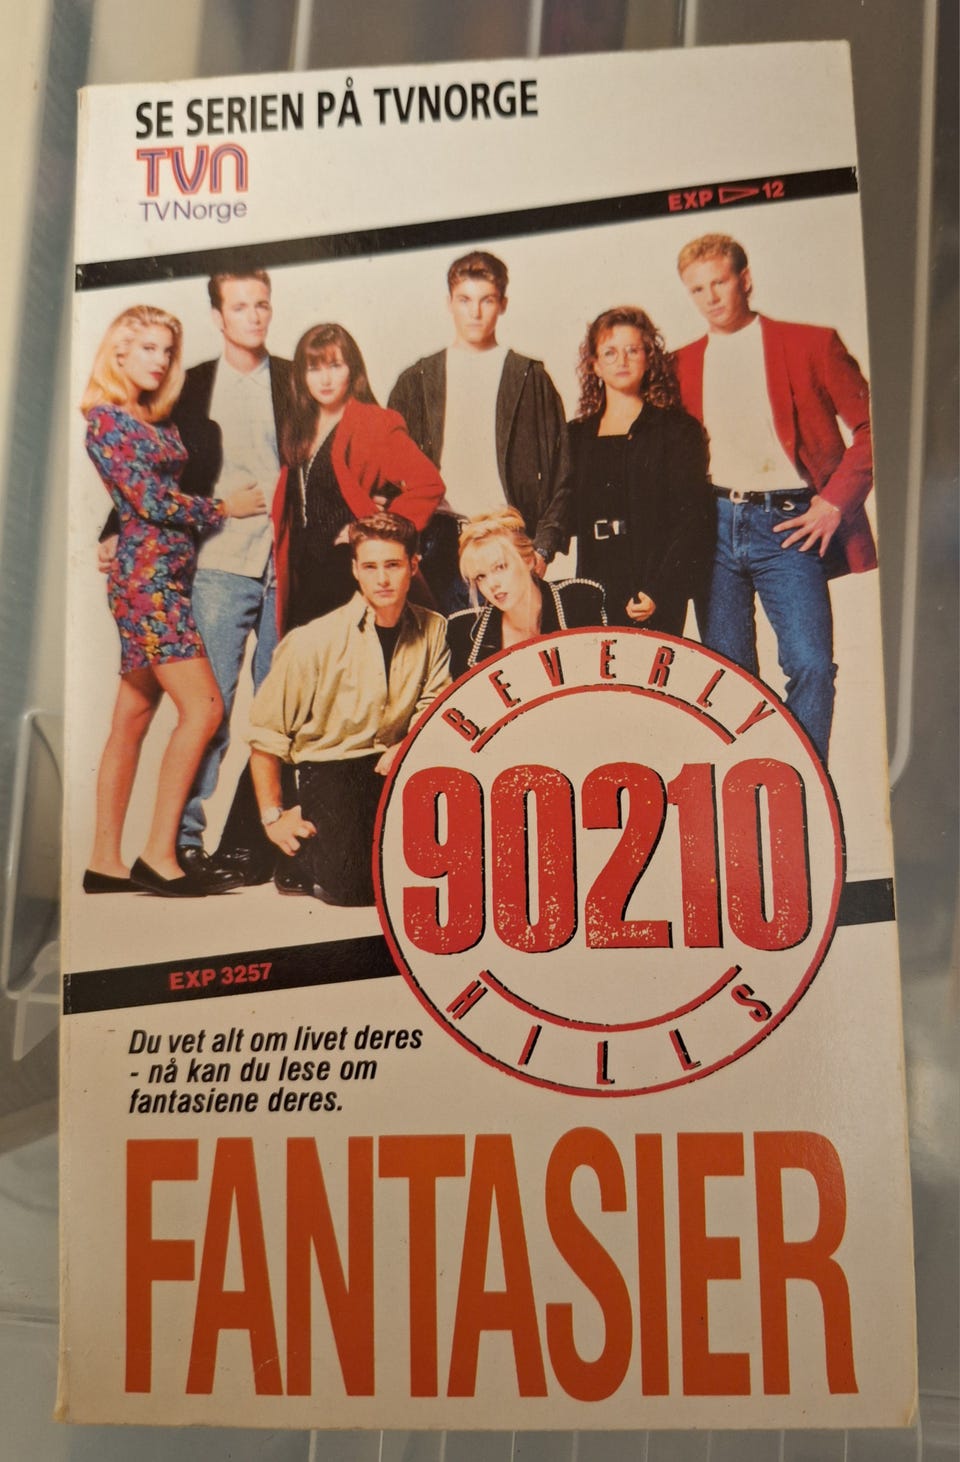 SE SERIEN PÅ TVNORGE
TVN
TVNorge
EXP 12
BEVERLY
90210
HILLS
EXP 3257
Du vet alt om livet deres
- nå kan du lese om
fantasiene deres.
FANTASIER